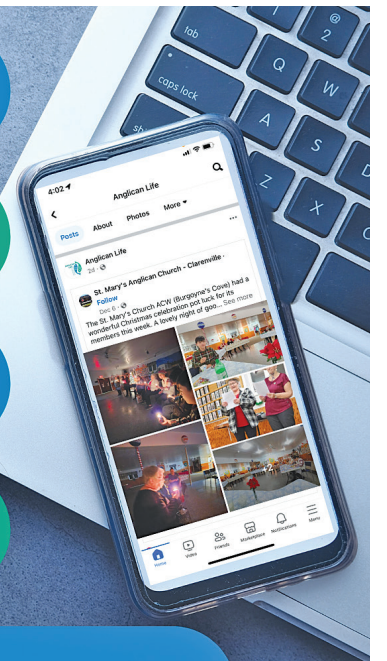 @
2
tab
Q
W
caps lock
A
S
D
sh
Z
X
4:02
Anglican Life
Posts About Photos More
Anglican Life
2d
St. Mary's Anglican Church - Clarenville ·
Follow
Dec 6
The St. Mary's Church ACW (Burgoyne's Cove) had a
wonderful Christmas celebration pot luck for its
members this week. A lovely night of goo... See more
+2
Home Video Friends Marketplace Notifications Menu